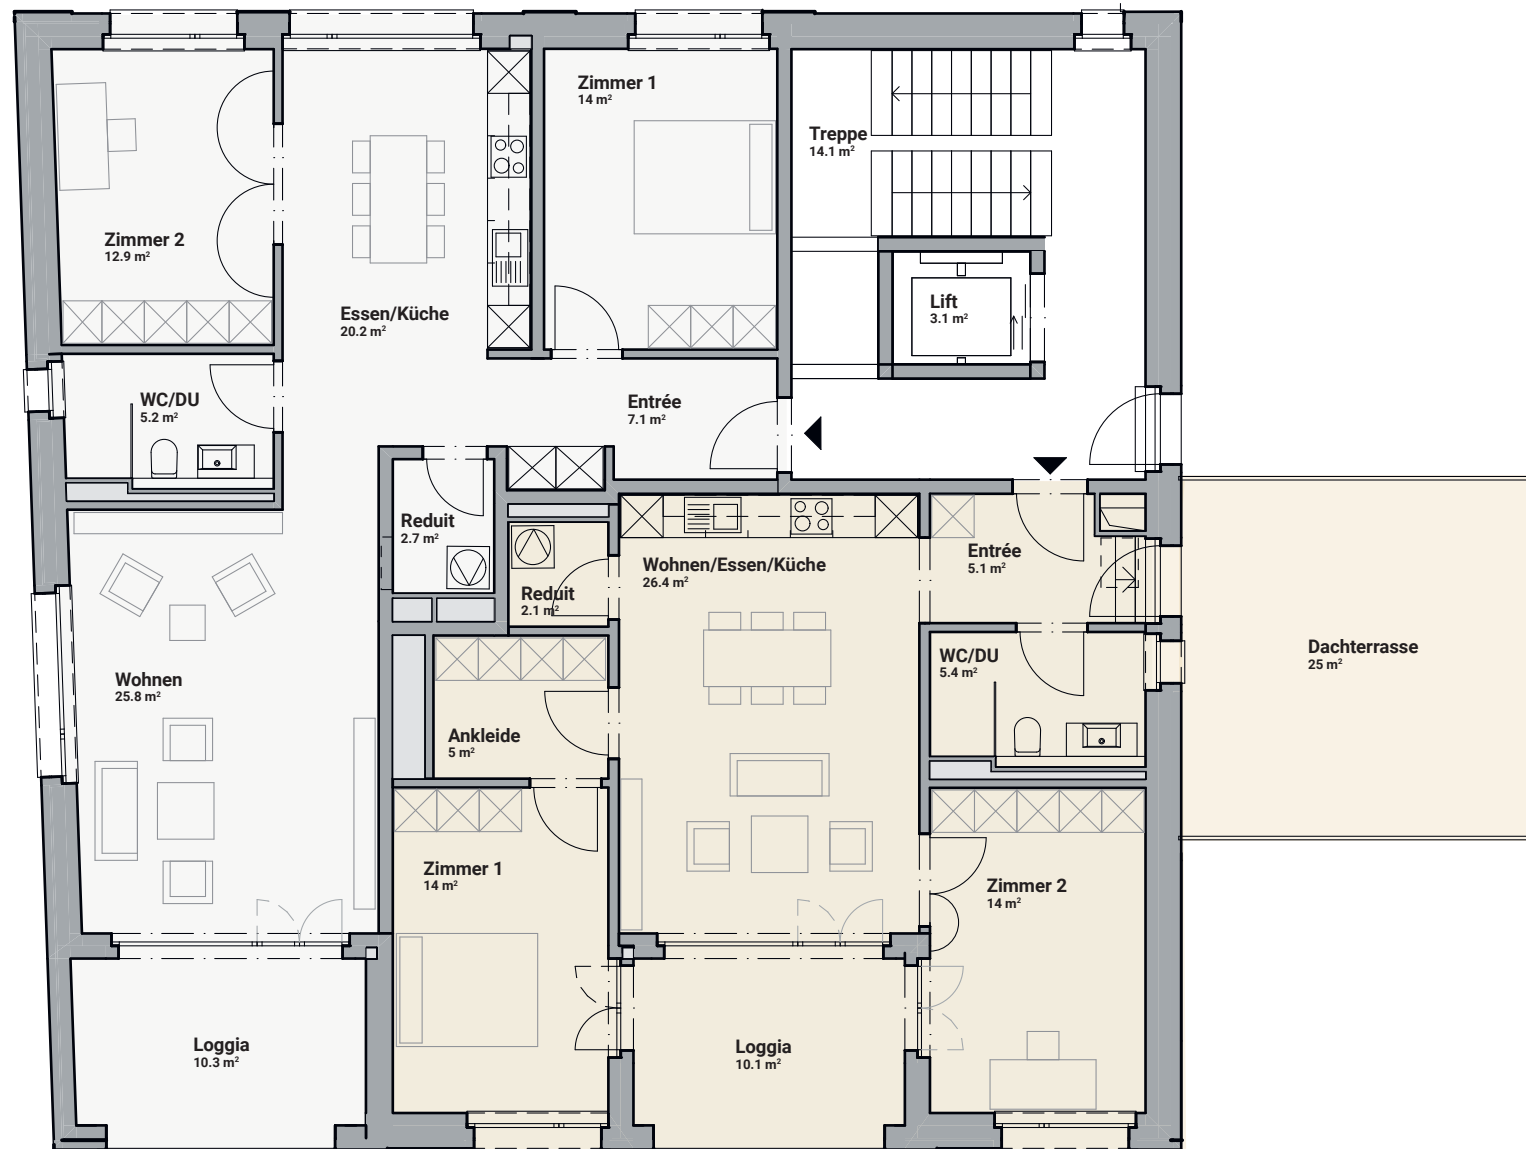 Zimmer 1
14 m²
Treppe
14.1 m²
Zimmer 2
12.9 m²
Essen/Küche
20.2 m²
Lift
3.1 m²
WC/DU
5.2 m²
Entrée
7.1 m²
Reduit
2.7 m²
Reduit
2.1 m²
Wohnen/Essen/Küche
26.4 m²
Entrée
5.1 m²
Wohnen
25.8 m²
WC/DU
5.4 m²
Dachterrasse
25 m²
Ankleide
5 m²
Zimmer 1
14 m²
Zimmer 2
14 m²
Loggia
10.3 m²
Loggia
10.1 m²